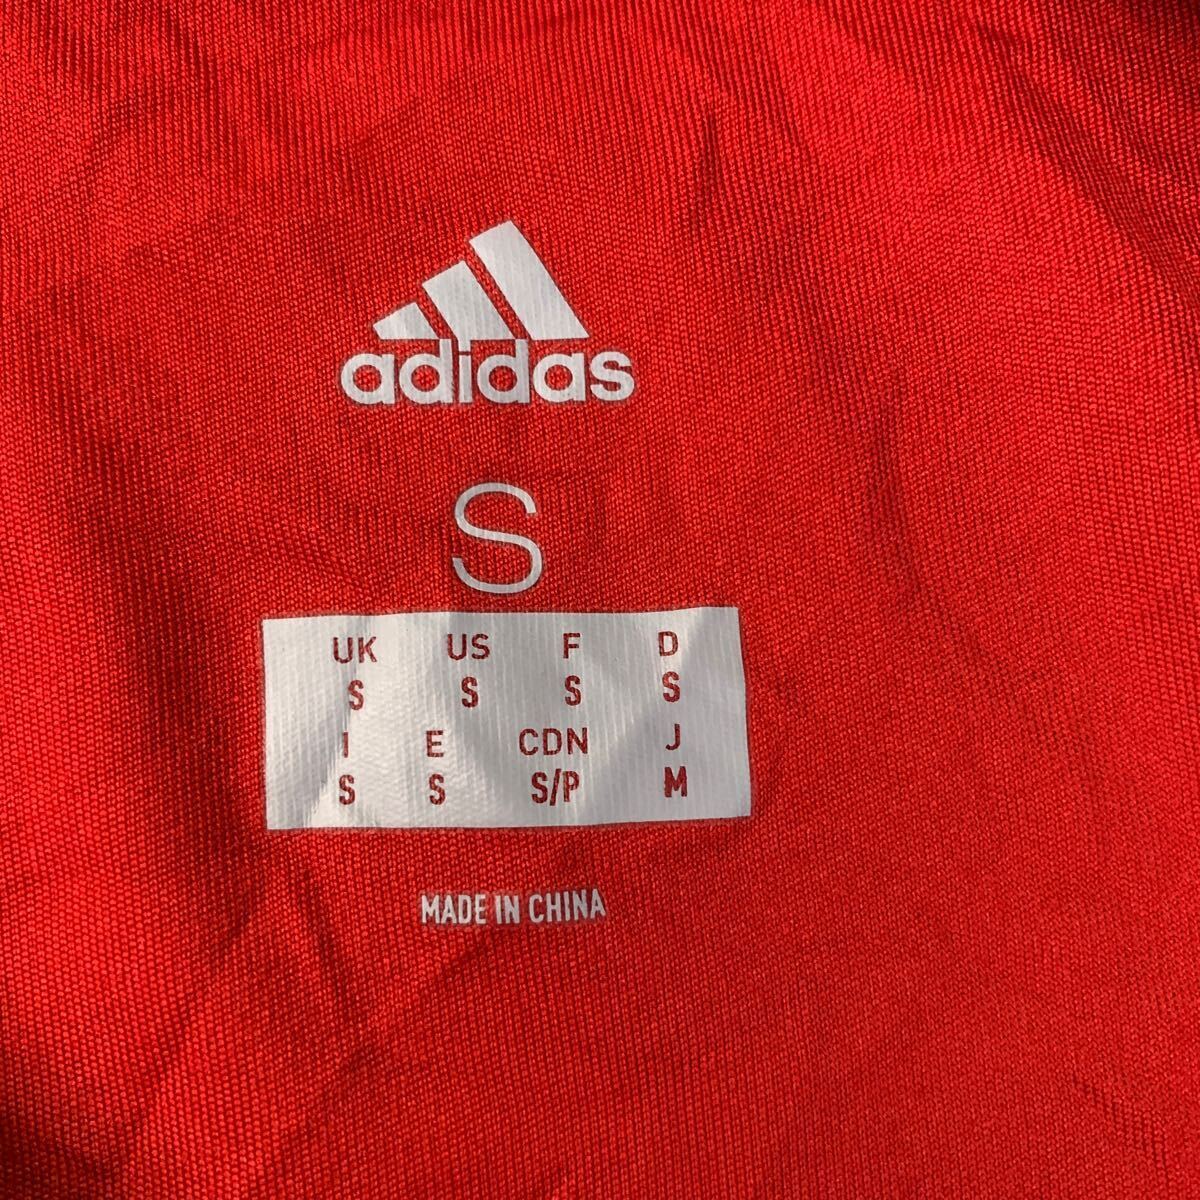 adidas
S
UK US F D
S S S S
I E CDN J
S S S/P M
MADE IN CHINA